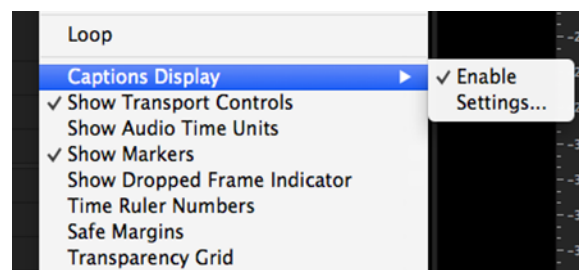 Loop
Captions Display
Enable
Settings...
Show Transport Controls
Show Audio Time Units
Show Markers
Show Dropped Frame Indicator
Time Ruler Numbers
Safe Margins
Transparency Grid